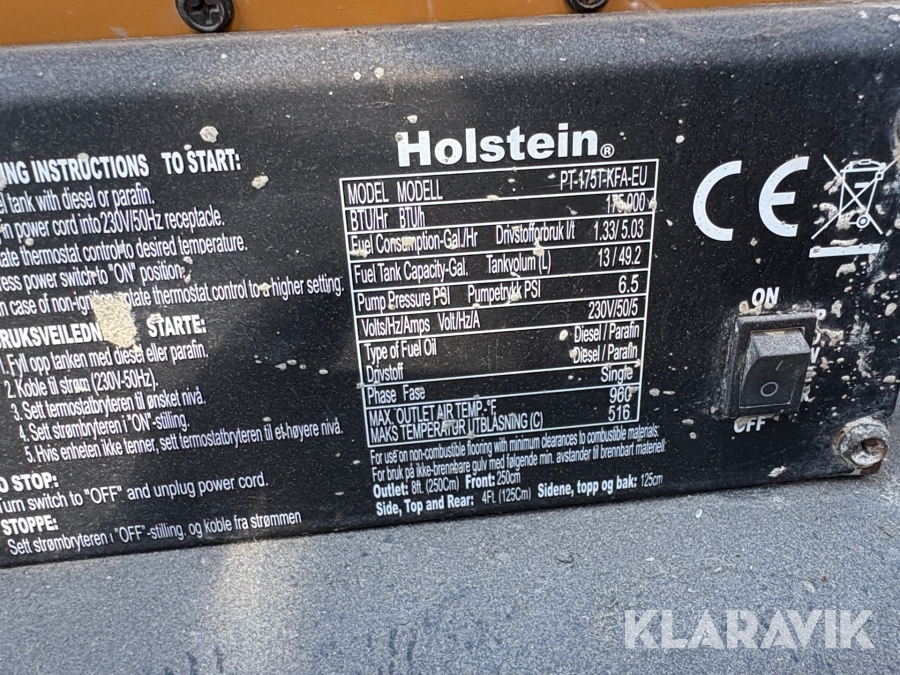 Holstein®
ING INSTRUCTIONS TO START:
el tank with diesel or parafin.
in power cord into 230V/50Hz receptacle.
ate thermostat control to desired temperature.
ess power switch to "ON" position.
n case of non-ign rotate thermostat control to a higher setting.
RUKSVEILEDN STARTE:
1. Fyll opp tanken med diesel eller parafin.
2. Koble til strøm (230V-50Hz).
3. Sett termostatbryteren til ønsket nivå.
4. Sett strømbryteren i "ON"-stilling.
5. Hvis enheten ikke tenner, sett termostatbryteren til et høyere nivå.
O STOP:
Turn switch to "OFF" and unplug power cord.
STOPPE:
Sett strømbryteren i "OFF"-stilling. og koble fra strømmen
MODEL MODELL PT-175T-KFA-EU
BTU/Hr BTUh 175,000
Fuel Consumption-Gal./Hr Drivstofforbruk l/t 1.33/ 5.03
Fuel Tank Capacity-Gal. Tankvolum (L) 13 / 49.2
Pump Pressure PSI Pumpetrykk PSI 6.5
Volts/Hz/Amps Volt/Hz/A 230V/50/5
Type of Fuel Oil Diesel / Parafin
Drivstoff Diesel / Parafin
Phase Fase Single
MAX. OUTLET AIR TEMP.-°F 960
MAKS TEMPERATUR UTBLÅSNING (C) 516
For use on non-combustible flooring with minimum clearances to combustible materials.
For bruk på ikke-brennbare gulv med følgende min. avstander til brennbart materiell:
Outlet: 8ft. (250Cm) Front: 250cm
Side, Top and Rear: 4Ft. (125Cm) Sidene, topp og bak: 125cm
CE
ON
OFF
KLARAVIK